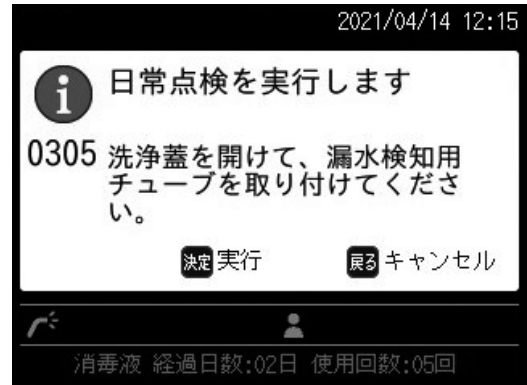 2021/04/14 12:15
日常点検を実行します
0305 洗浄蓋を開けて、漏水検知用
チューブを取り付けてくださ
い。
決定 実行 戻る キャンセル
消毒液 経過日数:02日 使用回数:05回